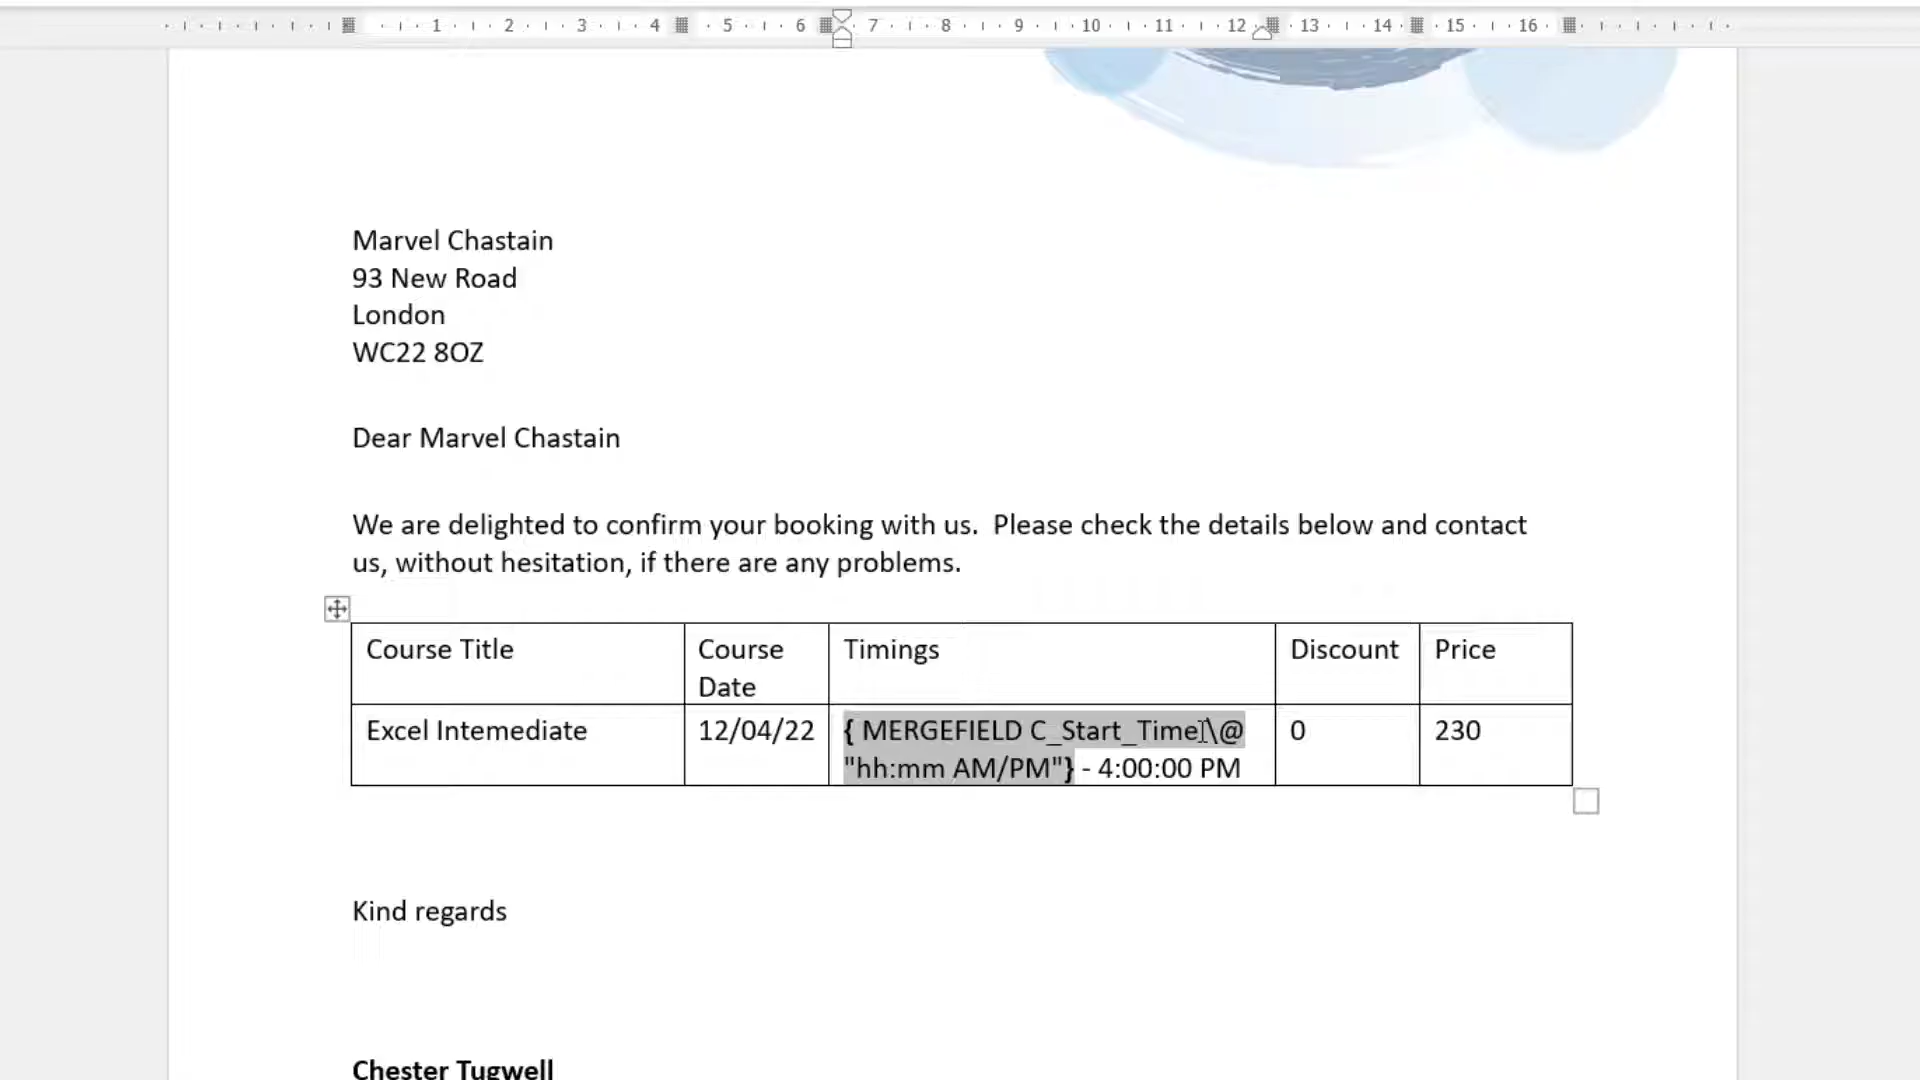 1 2 3 4 5 6 7 8 9 10 11 12 13 14 15 16
Marvel Chastain
93 New Road
London
WC22 8OZ
Dear Marvel Chastain
We are delighted to confirm your booking with us.  Please check the details below and contact
us, without hesitation, if there are any problems.
Course Title Course Date Timings Discount Price
Excel Intemediate 12/04/22 { MERGEFIELD C_Start_Time \@ 0 230
"hh:mm AM/PM"} - 4:00:00 PM
Kind regards
Chester Tugwell